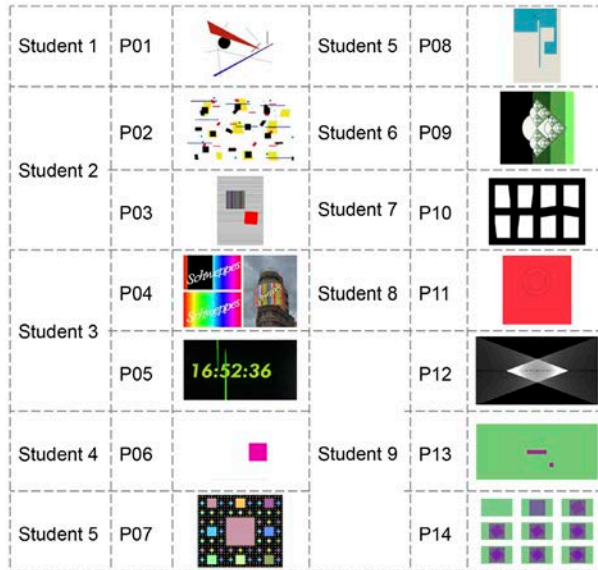 Student 1 P01 Student 5 P08
P02 Student 6 P09
Student 2
P03 Student 7 P10
P04 Schweppes Student 8 P11
Schweppes
Student 3
P05 16:52:36 P12
Student 4 P06 Student 9 P13
Student 5 P07 P14